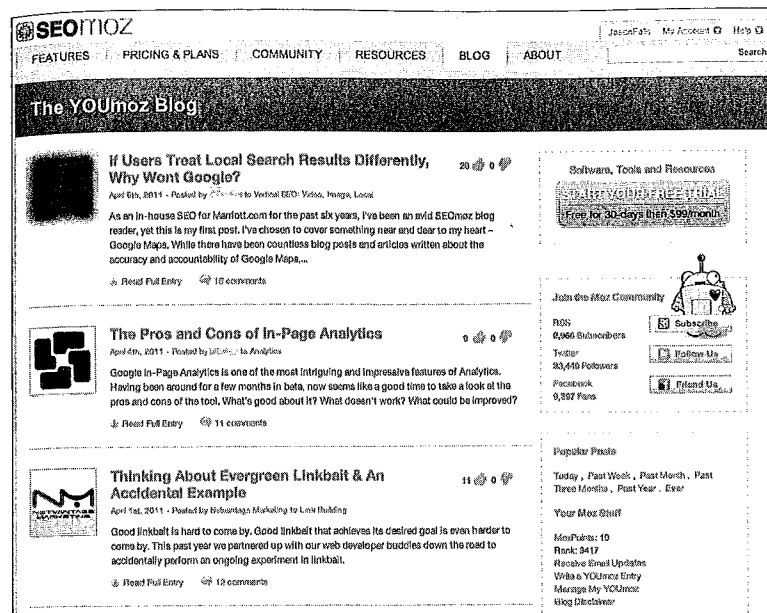 SEOmoz
JasonFalls My Account Help
FEATURES PRICING & PLANS COMMUNITY RESOURCES BLOG ABOUT Search
The YOUmoz Blog
If Users Treat Local Search Results Differently,
Why Wont Google?
20 0
April 6th, 2011 - Posted by to Vertical SEO: Video, Image, Local
As an in-house SEO for Marriott.com for the past six years, I've been an avid SEOmoz blog
reader, yet this is my first post. I've chosen to cover something near and dear to my heart –
Google Maps. While there have been countless blog posts and articles written about the
accuracy and accountability of Google Maps,...
Read Full Entry 16 comments
The Pros and Cons of In-Page Analytics
9 0
April 4th, 2011 - Posted by to Analytics
Google In-Page Analytics is one of the most intriguing and impressive features of Analytics.
Having been around for a few months in beta, now seems like a good time to take a look at the
pros and cons of the tool. What's good about it? What doesn't work? What could be improved?
Read Full Entry 11 comments
NETVANTAGE
MARKETING
Thinking About Evergreen Linkbait & An
Accidental Example
11 0
April 1st, 2011 - Posted by Netvantage Marketing to Link Building
Good linkbait is hard to come by. Good linkbait that achieves its desired goal is even harder to
come by. This past year we partnered up with our web developer buddies down the road to
accidentally perform an ongoing experiment in linkbait.
Read Full Entry 12 comments
Software, Tools and Resources
START YOUR FREE TRIAL
Free for 30-days then $99/month
Join the Moz Community
RSS
Subscribers
Subscribe
Twitter
Followers
Follow Us
Facebook
Fans
Friend Us
Popular Posts
Today , Past Week , Past Month , Past
Three Months , Past Year , Ever
Your Moz Stuff
MozPoints: 10
Rank: 3417
Receive Email Updates
Write a YOUmoz Entry
Manage My YOUmoz
Blog Disclaimer